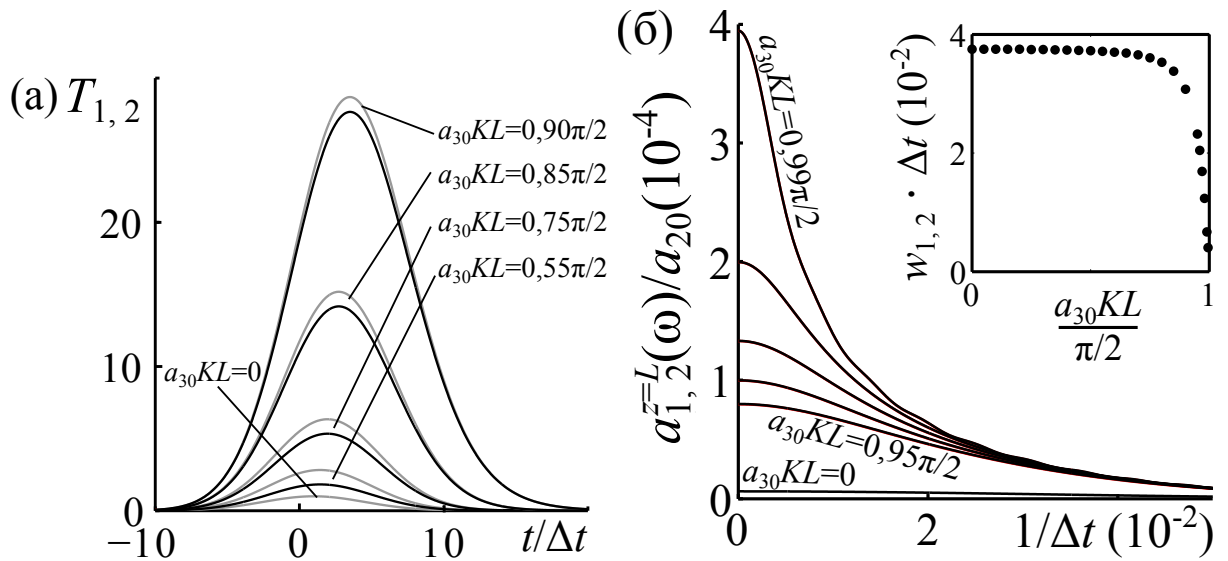 (а) T1, 2
a30KL=0,90π/2
a30KL=0,85π/2
a30KL=0,75π/2
a30KL=0,55π/2
a30KL=0
20
10
0
−10
0
10
t/Δt
(б)
a1, 2^z=L(ω)/a20(10^-4)
4
3
2
1
0
0
2
1/Δt (10^-2)
a30KL=0,99π/2
a30KL=0,95π/2
a30KL=0
w1, 2 · Δt (10^-2)
4
2
0
0
1
a30KL
π/2